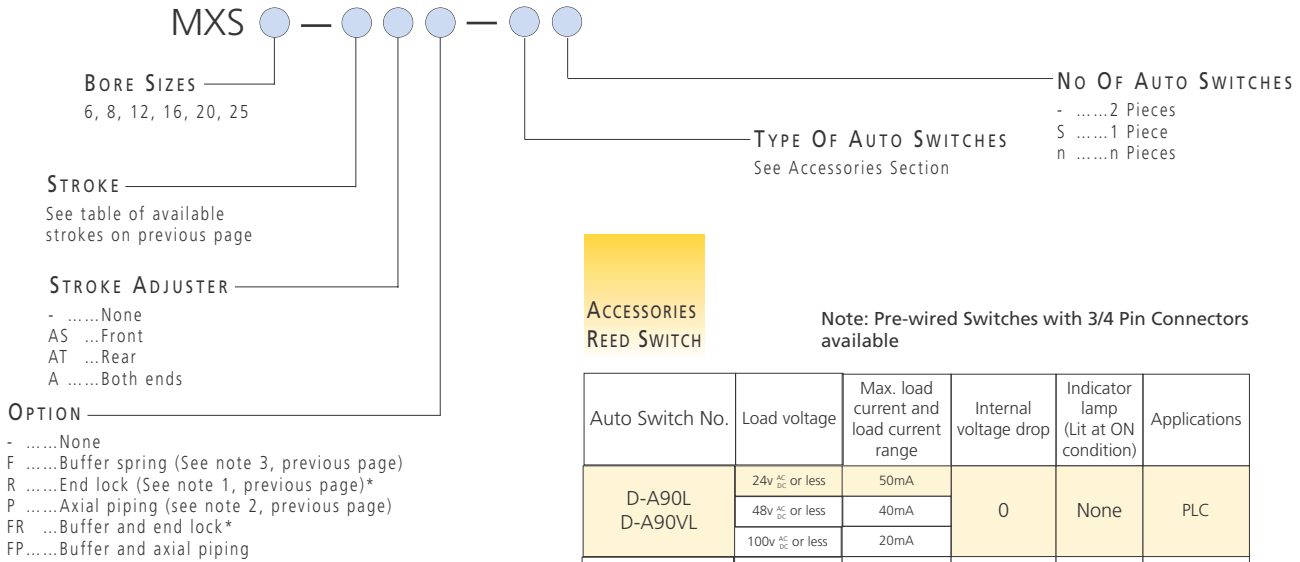 MXS — —
BORE SIZES
6, 8, 12, 16, 20, 25
STROKE
See table of available
strokes on previous page
STROKE ADJUSTER
- ......None
AS ...Front
AT ...Rear
A ......Both ends
OPTION
- ......None
F ......Buffer spring (See note 3, previous page)
R ......End lock (See note 1, previous page)*
P ......Axial piping (see note 2, previous page)
FR ...Buffer and end lock*
FP......Buffer and axial piping
TYPE OF AUTO SWITCHES
See Accessories Section
NO OF AUTO SWITCHES
- ......2 Pieces
S ......1 Piece
n ......n Pieces
ACCESSORIES
REED SWITCH
Note: Pre-wired Switches with 3/4 Pin Connectors
available
Auto Switch No.
Load voltage
Max. load
current and
load current
range
Internal
voltage drop
Indicator
lamp
(Lit at ON
condition)
Applications
D-A90L
D-A90VL
24v AC DC or less
50mA
48v AC DC or less
40mA
100v AC DC or less
20mA
0
None
PLC